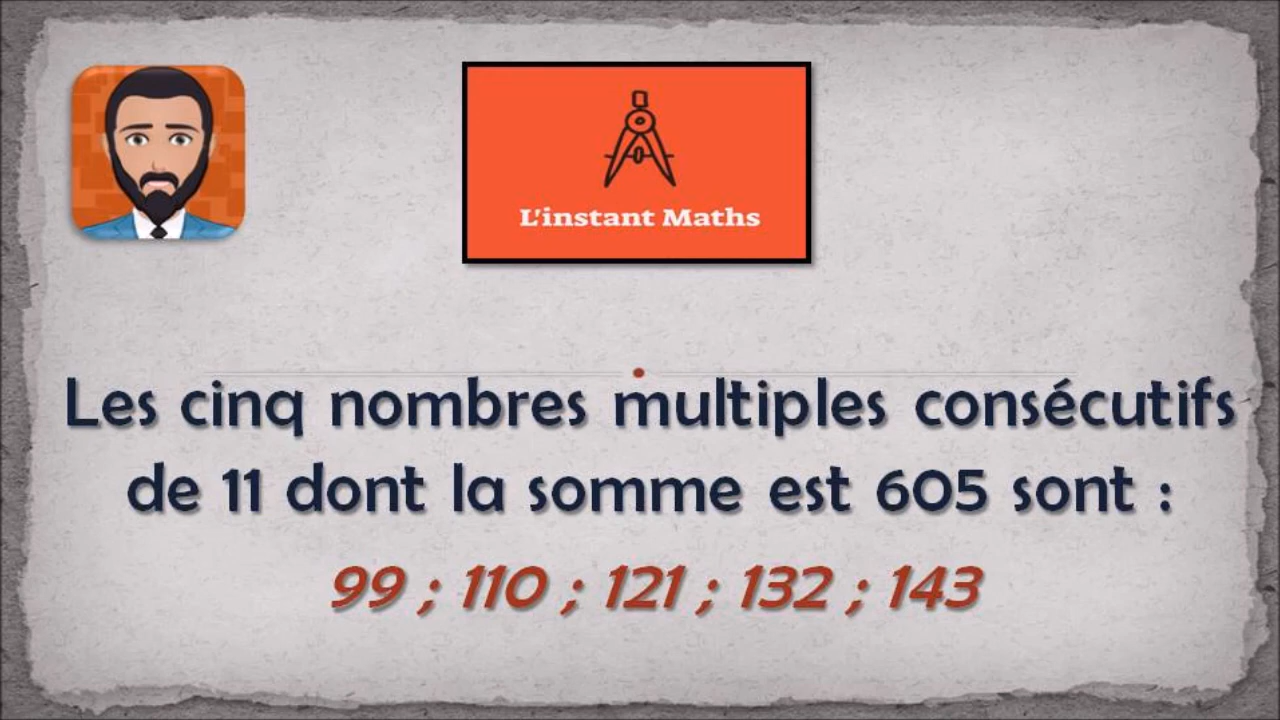 L'instant Maths
Les cinq nombres multiples consécutifs
de 11 dont la somme est 605 sont :
99 ; 110 ; 121 ; 132 ; 143